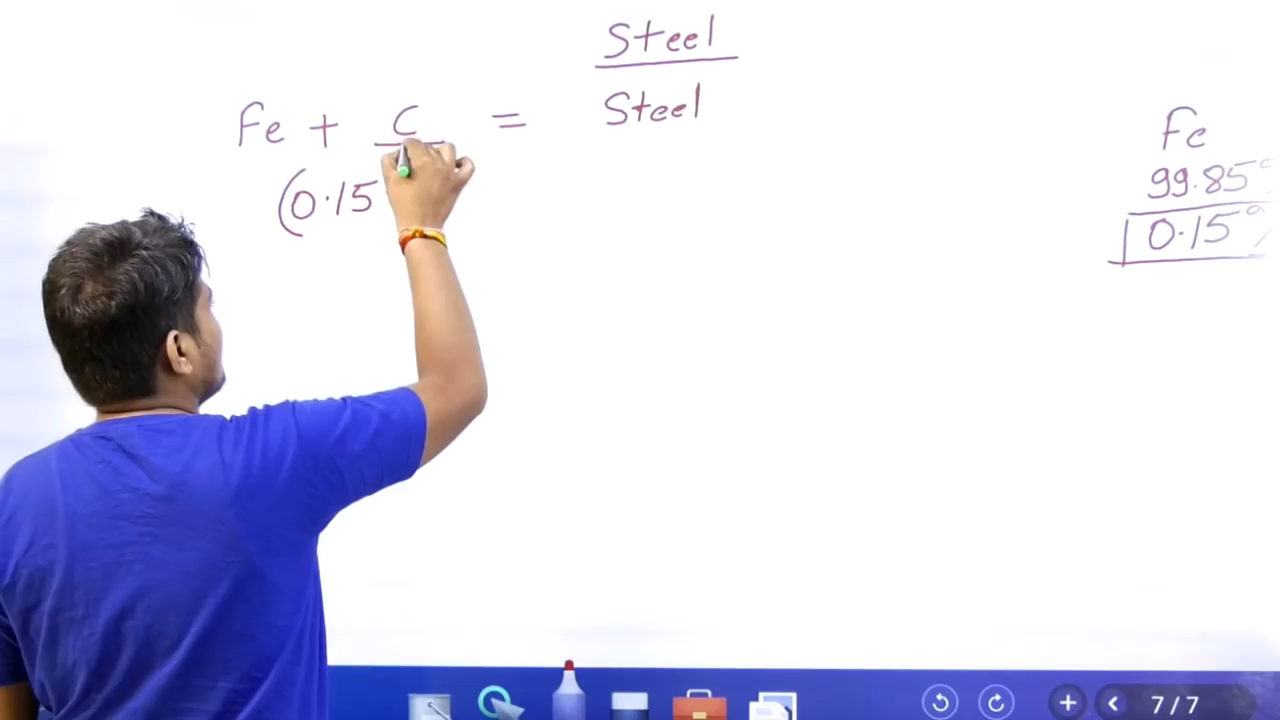 Steel
Fe + C = Steel
(0.15
Fe
99.85%
0.15%
7/7